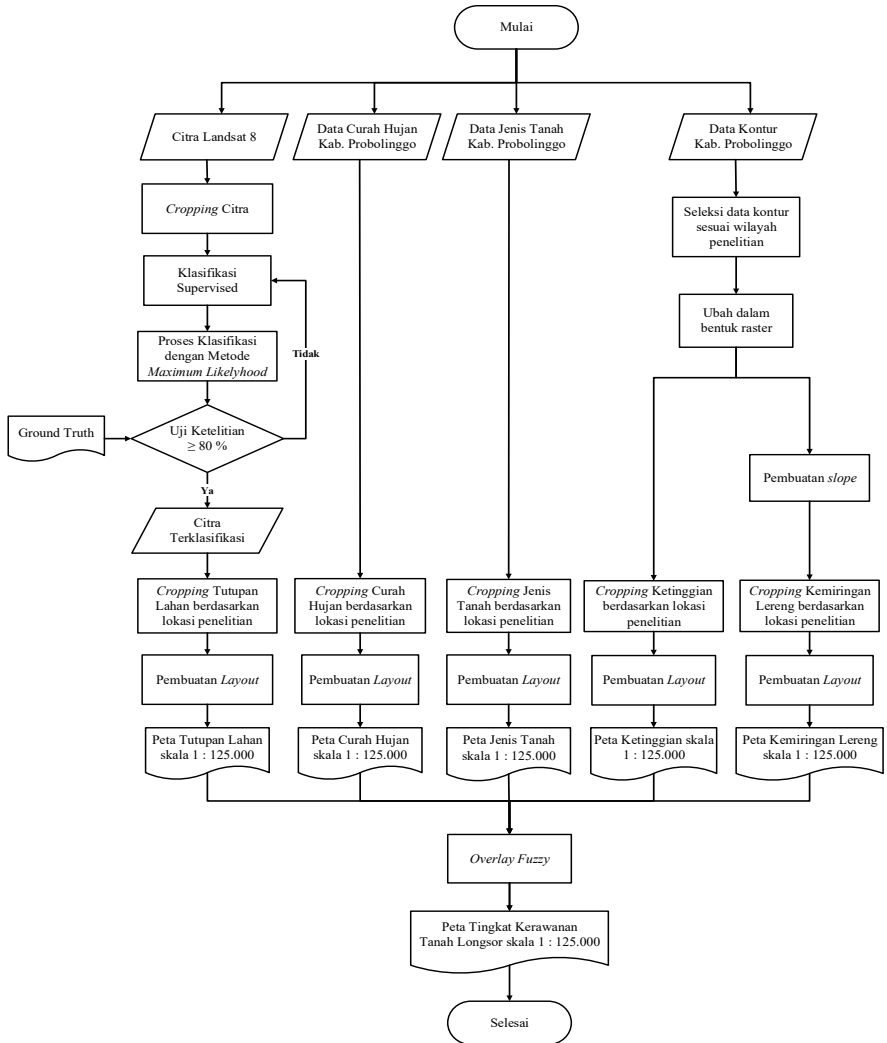 Mulai
Citra Landsat 8
Data Curah Hujan
Kab. Probolinggo
Data Jenis Tanah
Kab. Probolinggo
Data Kontur
Kab. Probolinggo
Cropping Citra
Seleksi data kontur
sesuai wilayah
penelitian
Klasifikasi
Supervised
Ubah dalam
bentuk raster
Proses Klasifikasi
dengan Metode
Maximum Likelyhood
Tidak
Ground Truth
Uji Ketelitian
≥ 80 %
Ya
Pembuatan slope
Citra
Terklasifikasi
Cropping Tutupan
Lahan berdasarkan
lokasi penelitian
Cropping Curah
Hujan berdasarkan
lokasi penelitian
Cropping Jenis
Tanah berdasarkan
lokasi penelitian
Cropping Ketinggian
berdasarkan lokasi
penelitian
Cropping Kemiringan
Lereng berdasarkan
lokasi penelitian
Pembuatan Layout
Pembuatan Layout
Pembuatan Layout
Pembuatan Layout
Pembuatan Layout
Peta Tutupan Lahan
skala 1 : 125.000
Peta Curah Hujan
skala 1 : 125.000
Peta Jenis Tanah
skala 1 : 125.000
Peta Ketinggian skala
1 : 125.000
Peta Kemiringan Lereng
skala 1 : 125.000
Overlay Fuzzy
Peta Tingkat Kerawanan
Tanah Longsor skala 1 : 125.000
Selesai